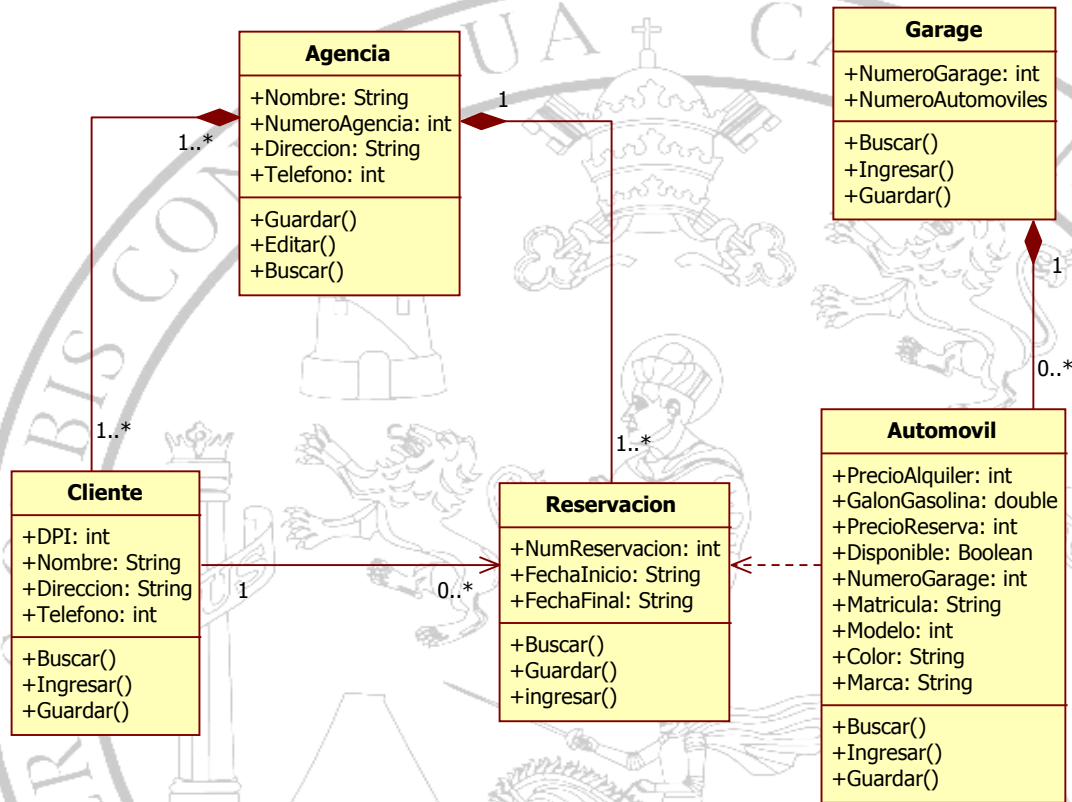 Agencia
+Nombre: String
+NumeroAgencia: int
+Direccion: String
+Telefono: int
+Guardar()
+Editar()
+Buscar()
1..*
1
Garage
+NumeroGarage: int
+NumeroAutomoviles
+Buscar()
+Ingresar()
+Guardar()
1
0..*
1..*
1..*
Cliente
+DPI: int
+Nombre: String
+Direccion: String
+Telefono: int
+Buscar()
+Ingresar()
+Guardar()
1
0..*
Reservacion
+NumReservacion: int
+FechaInicio: String
+FechaFinal: String
+Buscar()
+Guardar()
+ingresar()
Automovil
+PrecioAlquiler: int
+GalonGasolina: double
+PrecioReserva: int
+Disponible: Boolean
+NumeroGarage: int
+Matricula: String
+Modelo: int
+Color: String
+Marca: String
+Buscar()
+Ingresar()
+Guardar()